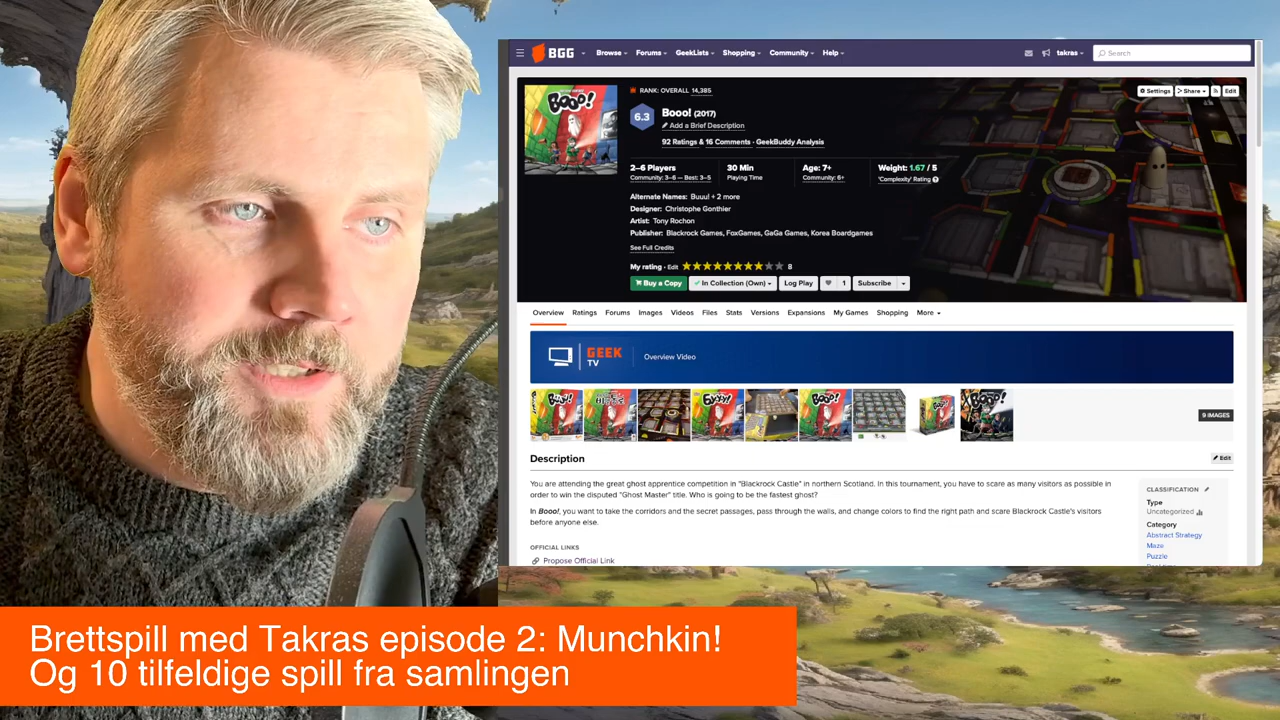 BGG
Browse
Forums
GeekLists
Shopping
Community
Help
takras
Search
RANK: OVERALL 14,385
Settings
Share
Edit
6.3
Booo! (2017)
Add a Brief Description
92 Ratings & 16 Comments · GeekBuddy Analysis
2–6 Players
30 Min
Age: 7+
Weight: 1.67 / 5
Community: 3–6 — Best: 3–5
Playing Time
Community: 6+
'Complexity' Rating
Alternate Names: Buuu! + 2 more
Designer: Christophe Gonthier
Artist: Tony Rochon
Publisher: Blackrock Games, FoxGames, GaGa Games, Korea Boardgames
See Full Credits
My rating · Edit
8
Buy a Copy
In Collection (Own)
Log Play
1
Subscribe
Overview
Ratings
Forums
Images
Videos
Files
Stats
Versions
Expansions
My Games
Shopping
More
GEEK
TV
Overview Video
9 IMAGES
Description
Edit
You are attending the great ghost apprentice competition in "Blackrock Castle" in northern Scotland. In this tournament, you have to scare as many visitors as possible in
order to win the disputed "Ghost Master" title. Who is going to be the fastest ghost?
In Booo!, you want to take the corridors and the secret passages, pass through the walls, and change colors to find the right path and scare Blackrock Castle's visitors
before anyone else.
OFFICIAL LINKS
Propose Official Link
CLASSIFICATION
Type
Uncategorized
Category
Abstract Strategy
Maze
Puzzle
Brettspill med Takras episode 2: Munchkin!
Og 10 tilfeldige spill fra samlingen